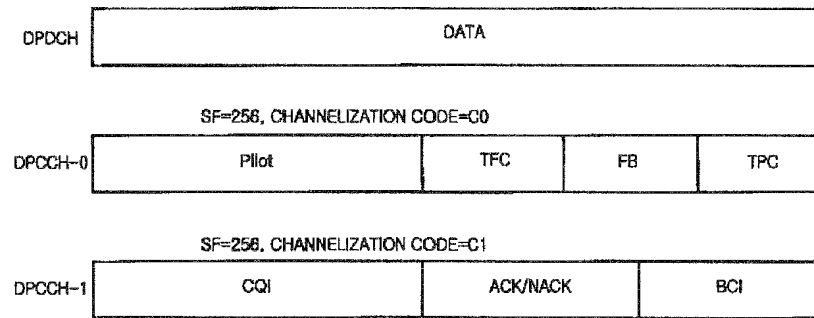 DPDCH DATA
SF=256, CHANNELIZATION CODE=C0
DPCCH-0 Pilot TFC FB TPC
SF=256, CHANNELIZATION CODE=C1
DPCCH-1 CQI ACK/NACK BCI